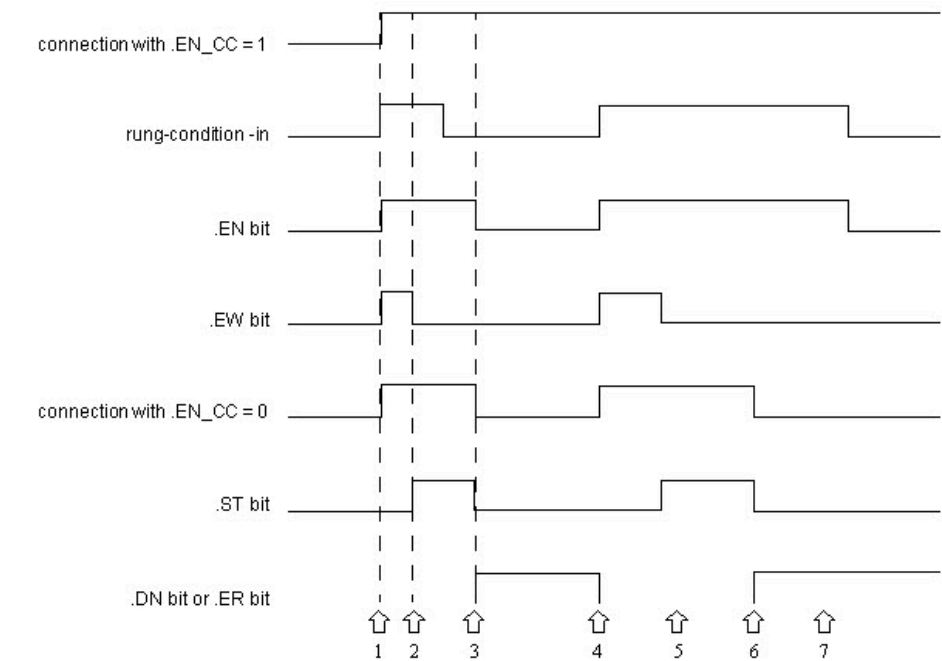 connection with .EN_CC = 1
rung-condition -in
.EN bit
.EW bit
connection with .EN_CC = 0
.ST bit
.DN bit or .ER bit
1 2 3 4 5 6 7